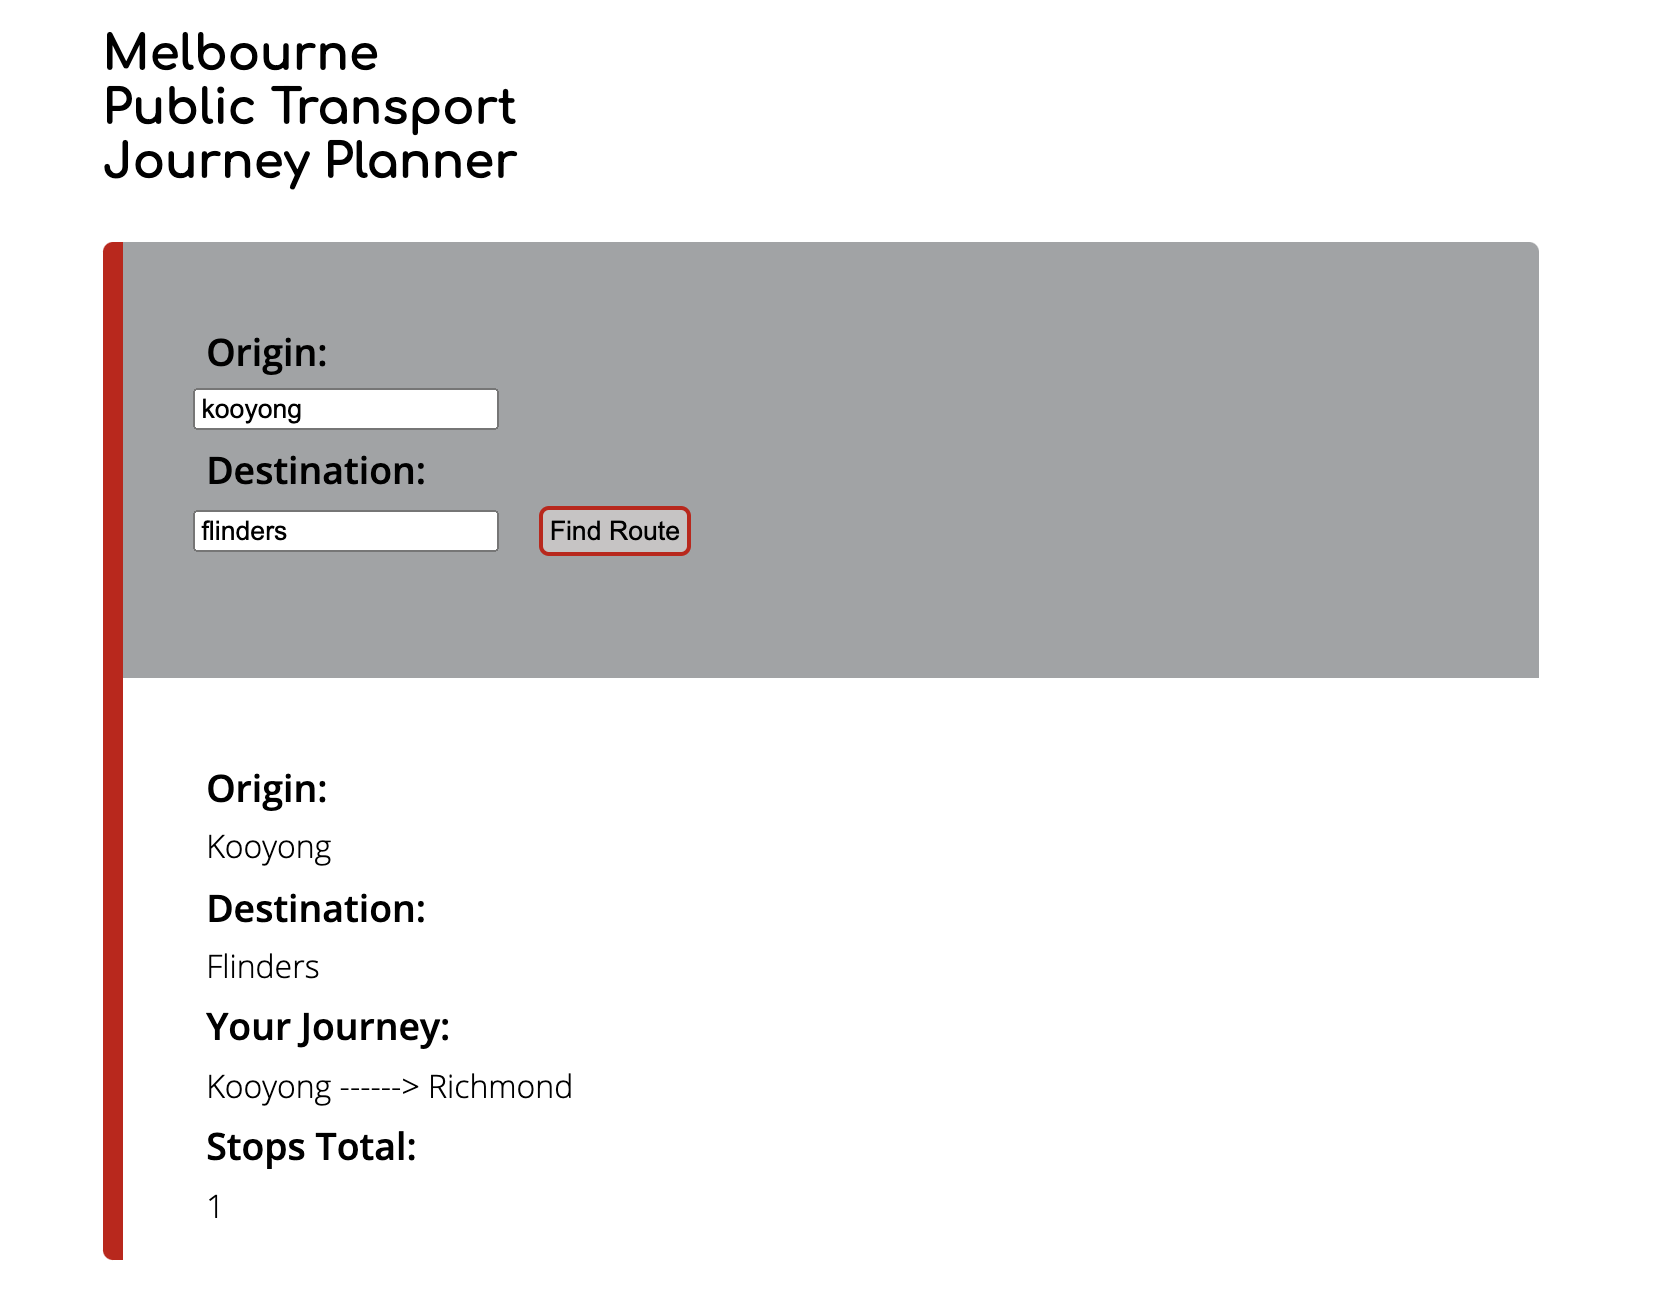 Melbourne
Public Transport
Journey Planner
Origin:
kooyong
Destination:
flinders
Find Route
Origin:
Kooyong
Destination:
Flinders
Your Journey:
Kooyong ------> Richmond
Stops Total:
1